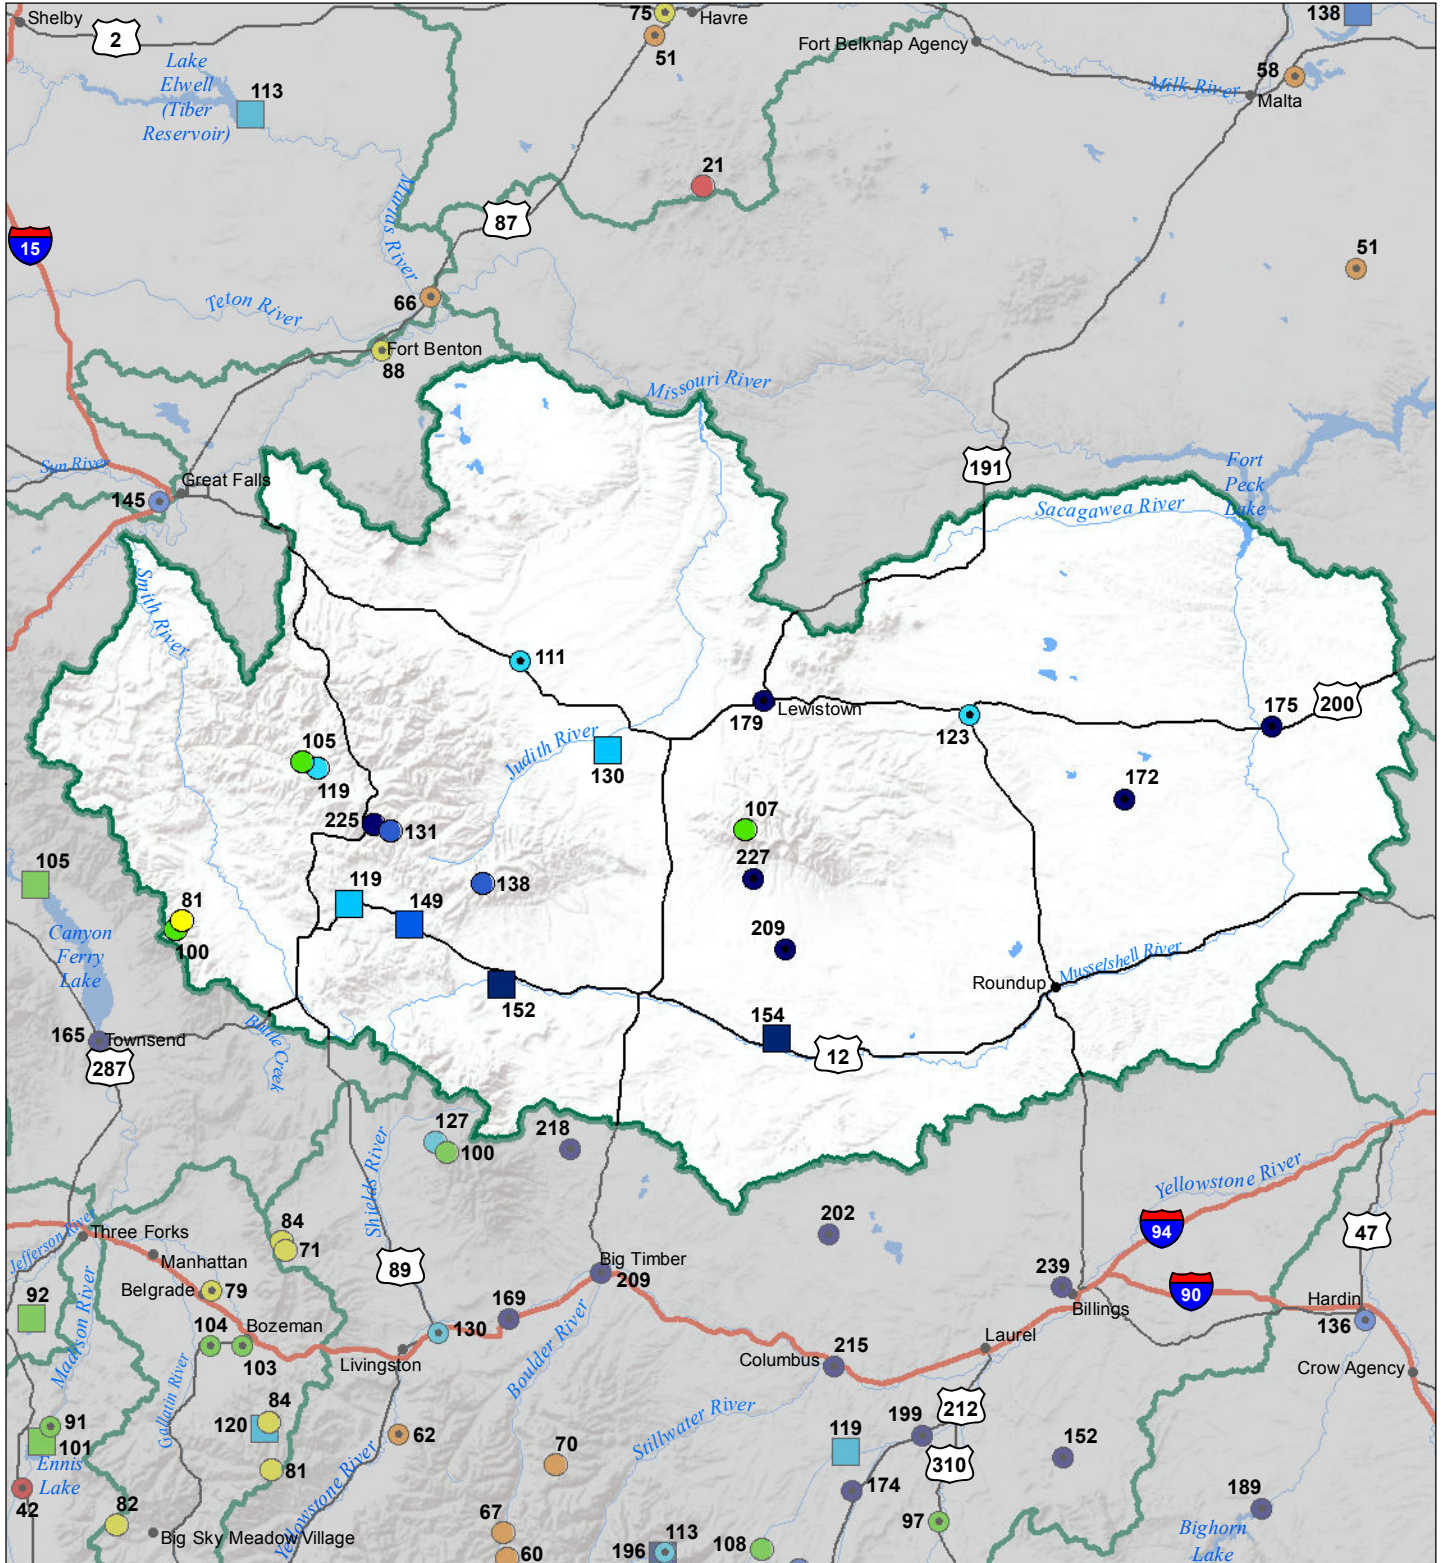 Shelby
2
75
Havre
51
Fort Belknap Agency
138
58
Malta
Milk River
Lake
Elwell
(Tiber
Reservoir)
113
21
Marias River
87
15
51
Teton River
66
Fort Benton
88
Missouri River
191
Fort
Peck
Lake
Sun River
Great Falls
145
Sacagawea River
Smith River
111
179
Lewistown
123
175
200
Judith River
130
105
119
172
225
131
107
227
138
105
119
149
81
100
209
Canyon
Ferry
Lake
152
Roundup
Musselshell River
154
12
165
Townsend
287
Battle Creek
127
100
218
Shields River
Yellowstone River
202
94
47
84
71
Three Forks
Jefferson River
Manhattan
Belgrade
79
89
Big Timber
209
239
Billings
90
Hardin
136
92
Madison River
169
130
104
Bozeman
103
Livingston
Boulder River
Columbus
215
Laurel
Crow Agency
Gallatin River
84
120
91
101
Ennis
Lake
62
70
Stillwater River
119
199
212
310
152
81
Yellowstone River
174
42
82
Big Sky Meadow Village
67
60
196
113
108
97
189
Bighorn
Lake